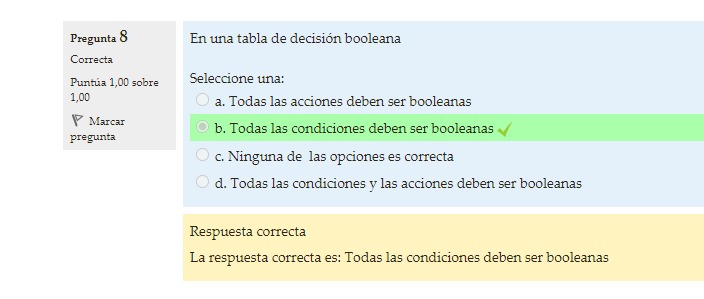 Pregunta 8
Correcta
Puntúa 1,00 sobre
1,00
Marcar
pregunta
En una tabla de decisión booleana
Seleccione una:
a. Todas las acciones deben ser booleanas
b. Todas las condiciones deben ser booleanas
c. Ninguna de las opciones es correcta
d. Todas las condiciones y las acciones deben ser booleanas
Respuesta correcta
La respuesta correcta es: Todas las condiciones deben ser booleanas